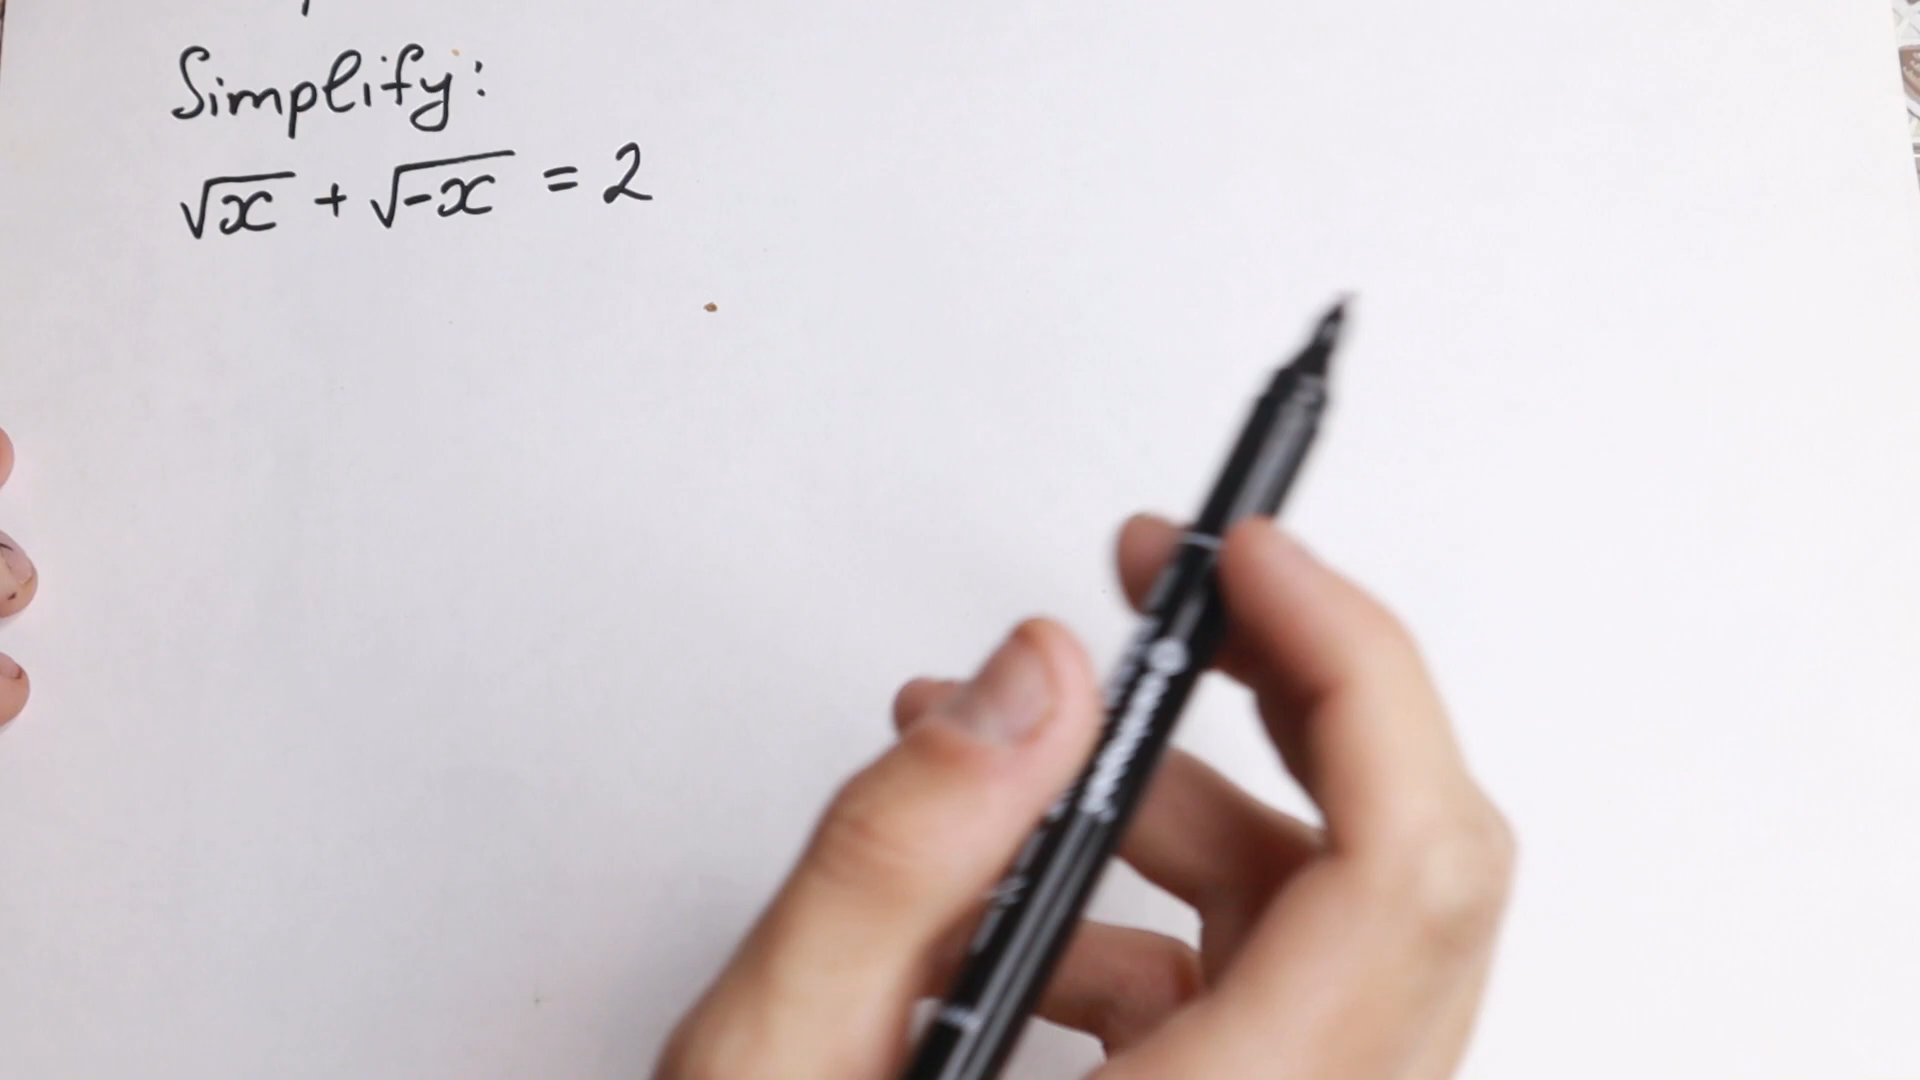 Simplify:
√x + √-x = 2